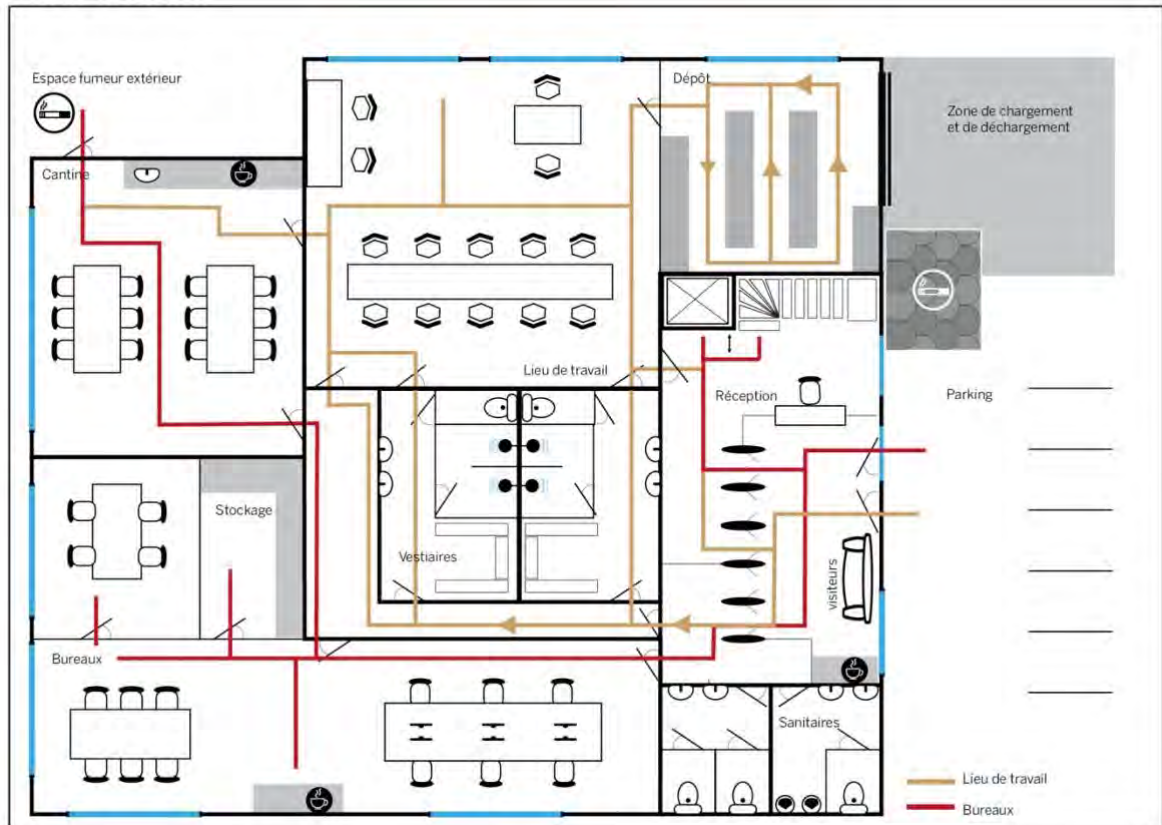 Espace fumeur extérieur
Cantine
Dépôt
Zone de chargement
et de déchargement
Lieu de travail
Réception
Parking
Stockage
Vestiaires
visiteurs
Bureaux
Sanitaires
Lieu de travail
Bureaux